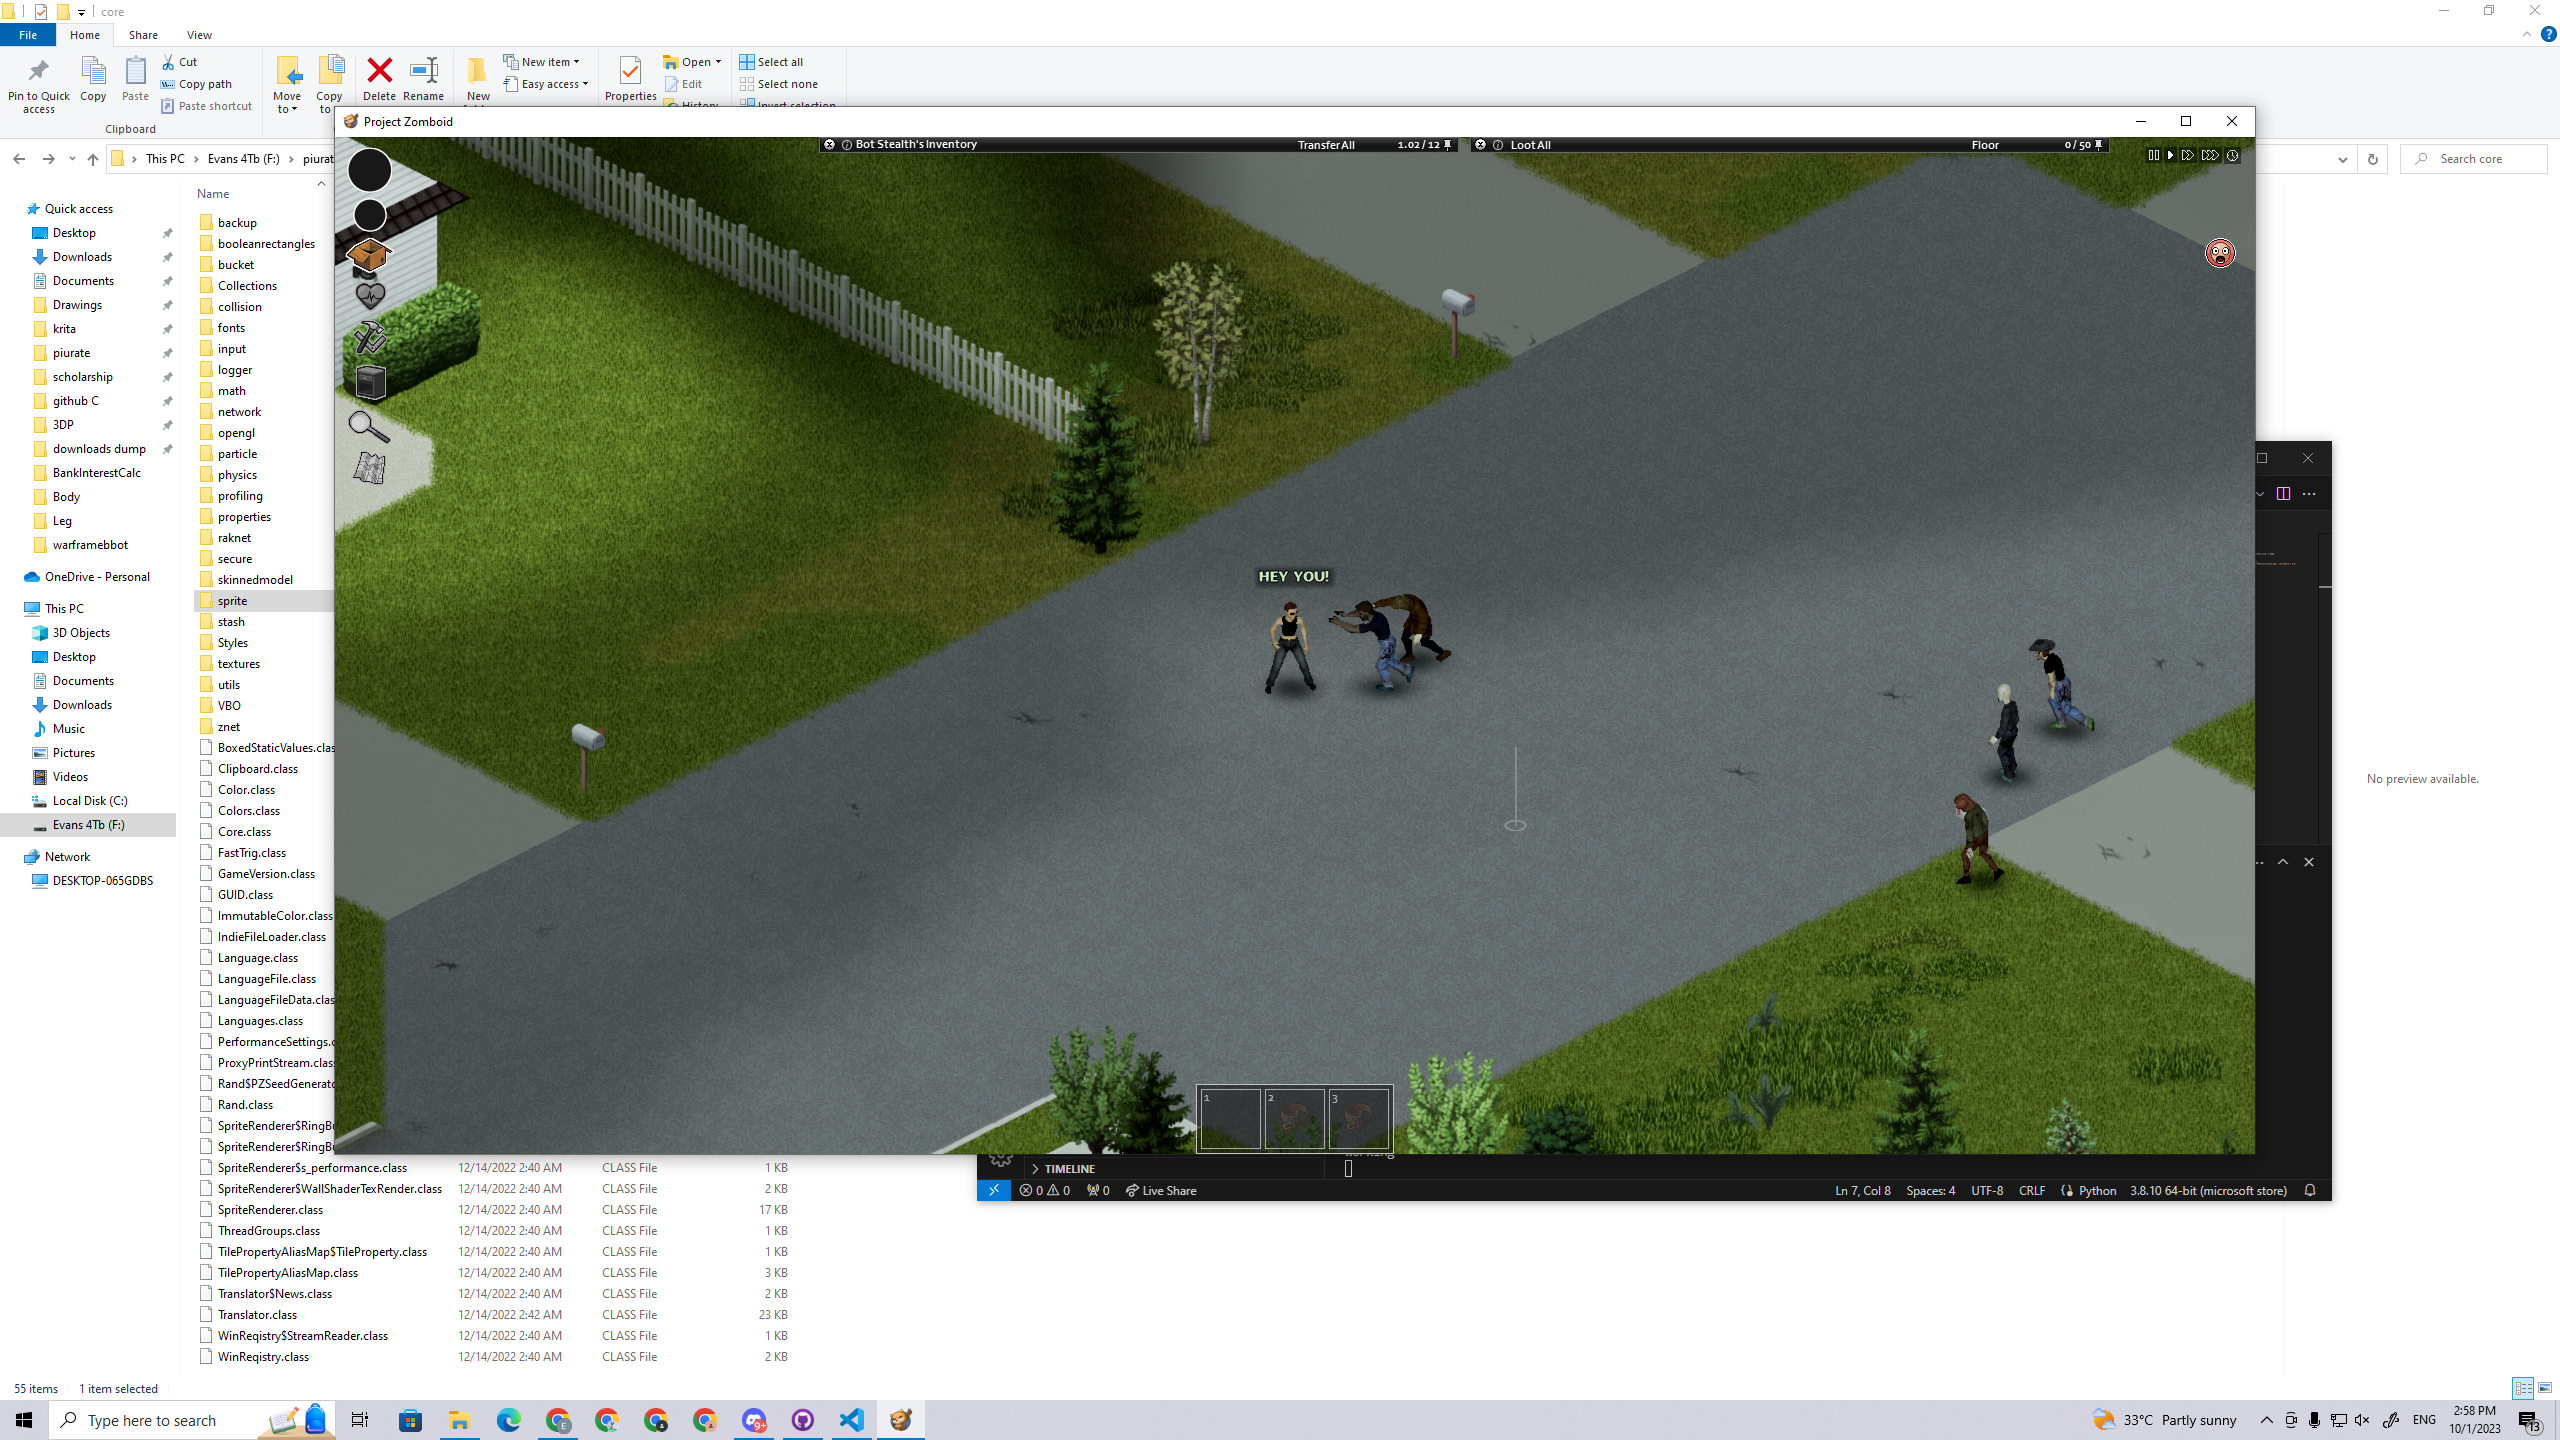 core
File
Home
Share
View
Pin to Quick access
Copy
Paste
Cut
Copy path
Paste shortcut
Clipboard
Move to
Copy to
Delete
Rename
New
New item
Easy access
Properties
Open
Edit
History
Select all
Select none
Invert selection
This PC
Evans 4Tb (F:)
Search core
Quick access
Desktop
Downloads
Documents
Drawings
krita
piurate
scholarship
github C
3DP
downloads dump
BankInterestCalc
Body
Leg
warframebbot
OneDrive - Personal
This PC
3D Objects
Desktop
Documents
Downloads
Music
Pictures
Videos
Local Disk (C:)
Evans 4Tb (F:)
Network
DESKTOP-065GDBS
Name
backup
booleanrectangles
bucket
Collections
collision
fonts
input
logger
math
network
opengl
particle
physics
profiling
properties
raknet
secure
skinnedmodel
sprite
stash
Styles
textures
utils
VBO
znet
BoxedStaticValues.clas
Clipboard.class
Color.class
Colors.class
Core.class
FastTrig.class
GameVersion.class
GUID.class
ImmutableColor.class
IndieFileLoader.class
Language.class
LanguageFile.class
LanguageFileData.clas
Languages.class
PerformanceSettings.c
ProxyPrintStream.class
Rand$PZSeedGenerato
Rand.class
SpriteRenderer$RingBu
SpriteRenderer$RingBu
SpriteRenderer$s_performance.class 12/14/2022 2:40 AM CLASS File 1 KB
SpriteRenderer$WallShaderTexRender.class 12/14/2022 2:40 AM CLASS File 2 KB
SpriteRenderer.class 12/14/2022 2:40 AM CLASS File 17 KB
ThreadGroups.class 12/14/2022 2:40 AM CLASS File 1 KB
TilePropertyAliasMap$TileProperty.class 12/14/2022 2:40 AM CLASS File 1 KB
TilePropertyAliasMap.class 12/14/2022 2:40 AM CLASS File 3 KB
Translator$News.class 12/14/2022 2:40 AM CLASS File 2 KB
Translator.class 12/14/2022 2:42 AM CLASS File 23 KB
WinReqistry$StreamReader.class 12/14/2022 2:40 AM CLASS File 1 KB
WinReqistry.class 12/14/2022 2:40 AM CLASS File 2 KB
Project Zomboid
Bot Stealth's Inventory
Transfer All
1.02 / 12
Loot All
Floor
0 / 50
HEY YOU!
1
2
3
No preview available.
TIMELINE
0 0
0
Live Share
Ln 7, Col 8
Spaces: 4
UTF-8
CRLF
Python
3.8.10 64-bit (microsoft store)
55 items
1 item selected
Type here to search
E
9+
33°C Partly sunny
ENG
2:58 PM
10/1/2023
13